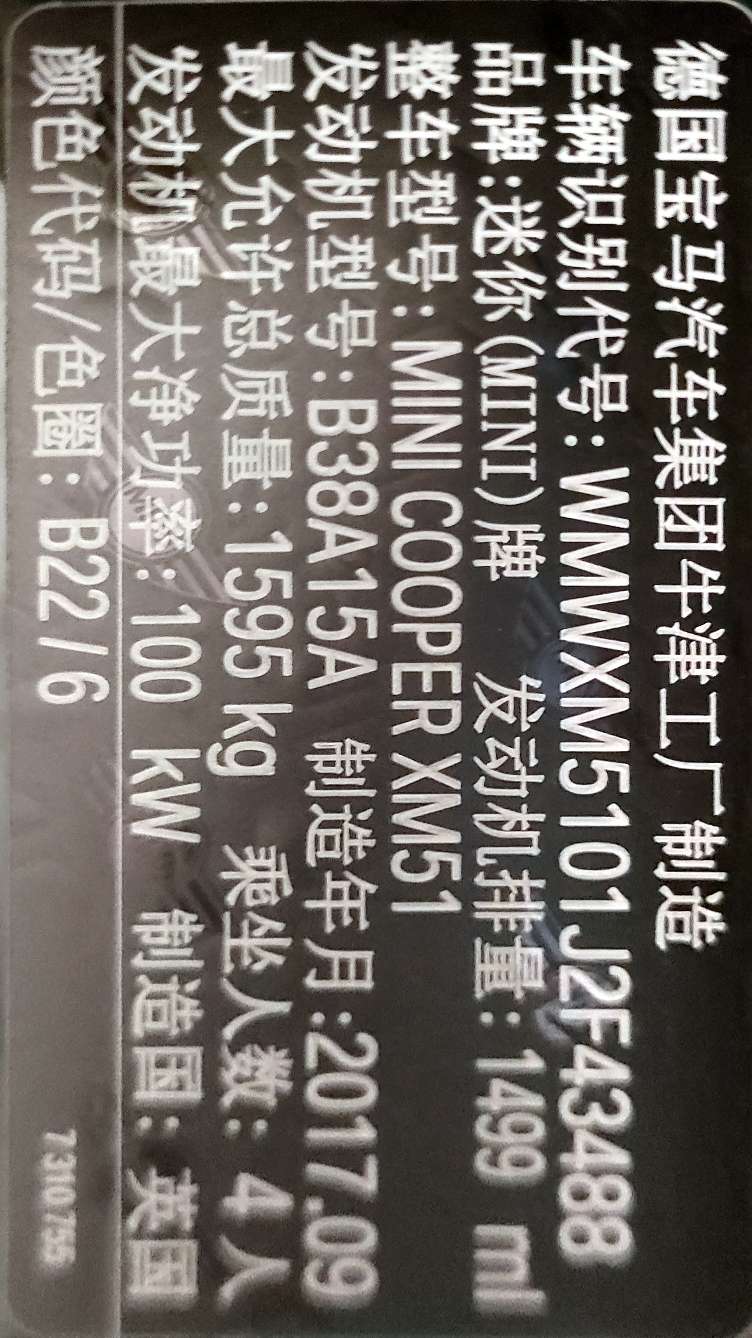 德国宝马汽车集团牛津工厂制造
车辆识别代号：WMWXM5101J2F43488
品牌:迷你(MINI)牌 发动机排量：1499 ml
整车型号：MINI COOPER XM51
发动机型号:B38A15A 制造年月:2017.09
最大允许总质量:1595 kg 乘坐人数：4人
发动机最大净功率:100 kW 制造国：英国
颜色代码/色圈：B22 / 6
7 310 755